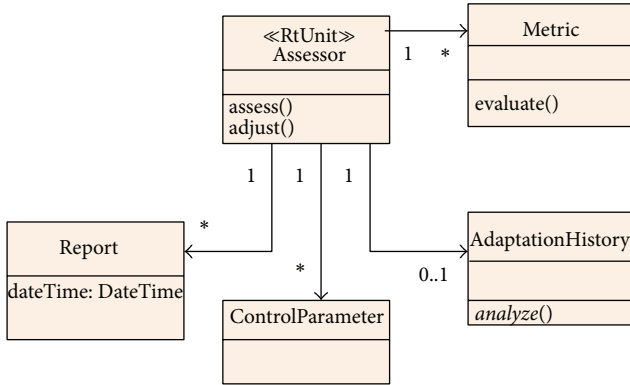 ≪RtUnit≫
Assessor
assess()
adjust()
1
*
Metric
evaluate()
1
1
1
*
*
0..1
Report
dateTime: DateTime
ControlParameter
AdaptationHistory
analyze()